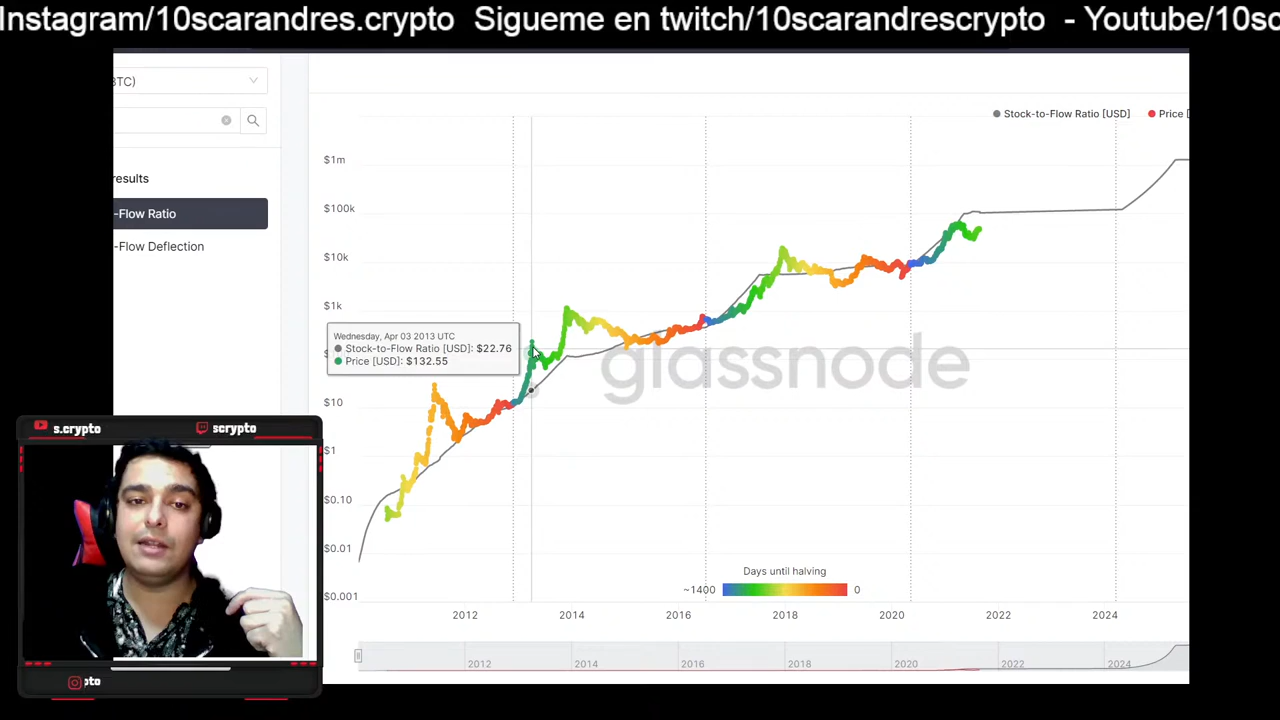 Instagram/10scarandres.crypto Sigueme en twitch/10scarandrescrypto - Youtube/10sc
BTC)
results
-Flow Ratio
-Flow Deflection
Stock-to-Flow Ratio [USD] Price [
$1m
$100k
$10k
$1k
$10
$1
$0.10
$0.01
$0.001
Wednesday, Apr 03 2013 UTC
Stock-to-Flow Ratio [USD]: $22.76
Price [USD]: $132.55
glassnode
Days until halving
~1400 0
2012 2014 2016 2018 2020 2022 2024
2012 2014 2016 2018 2020 2022 2024
s.crypto scrypto
pto